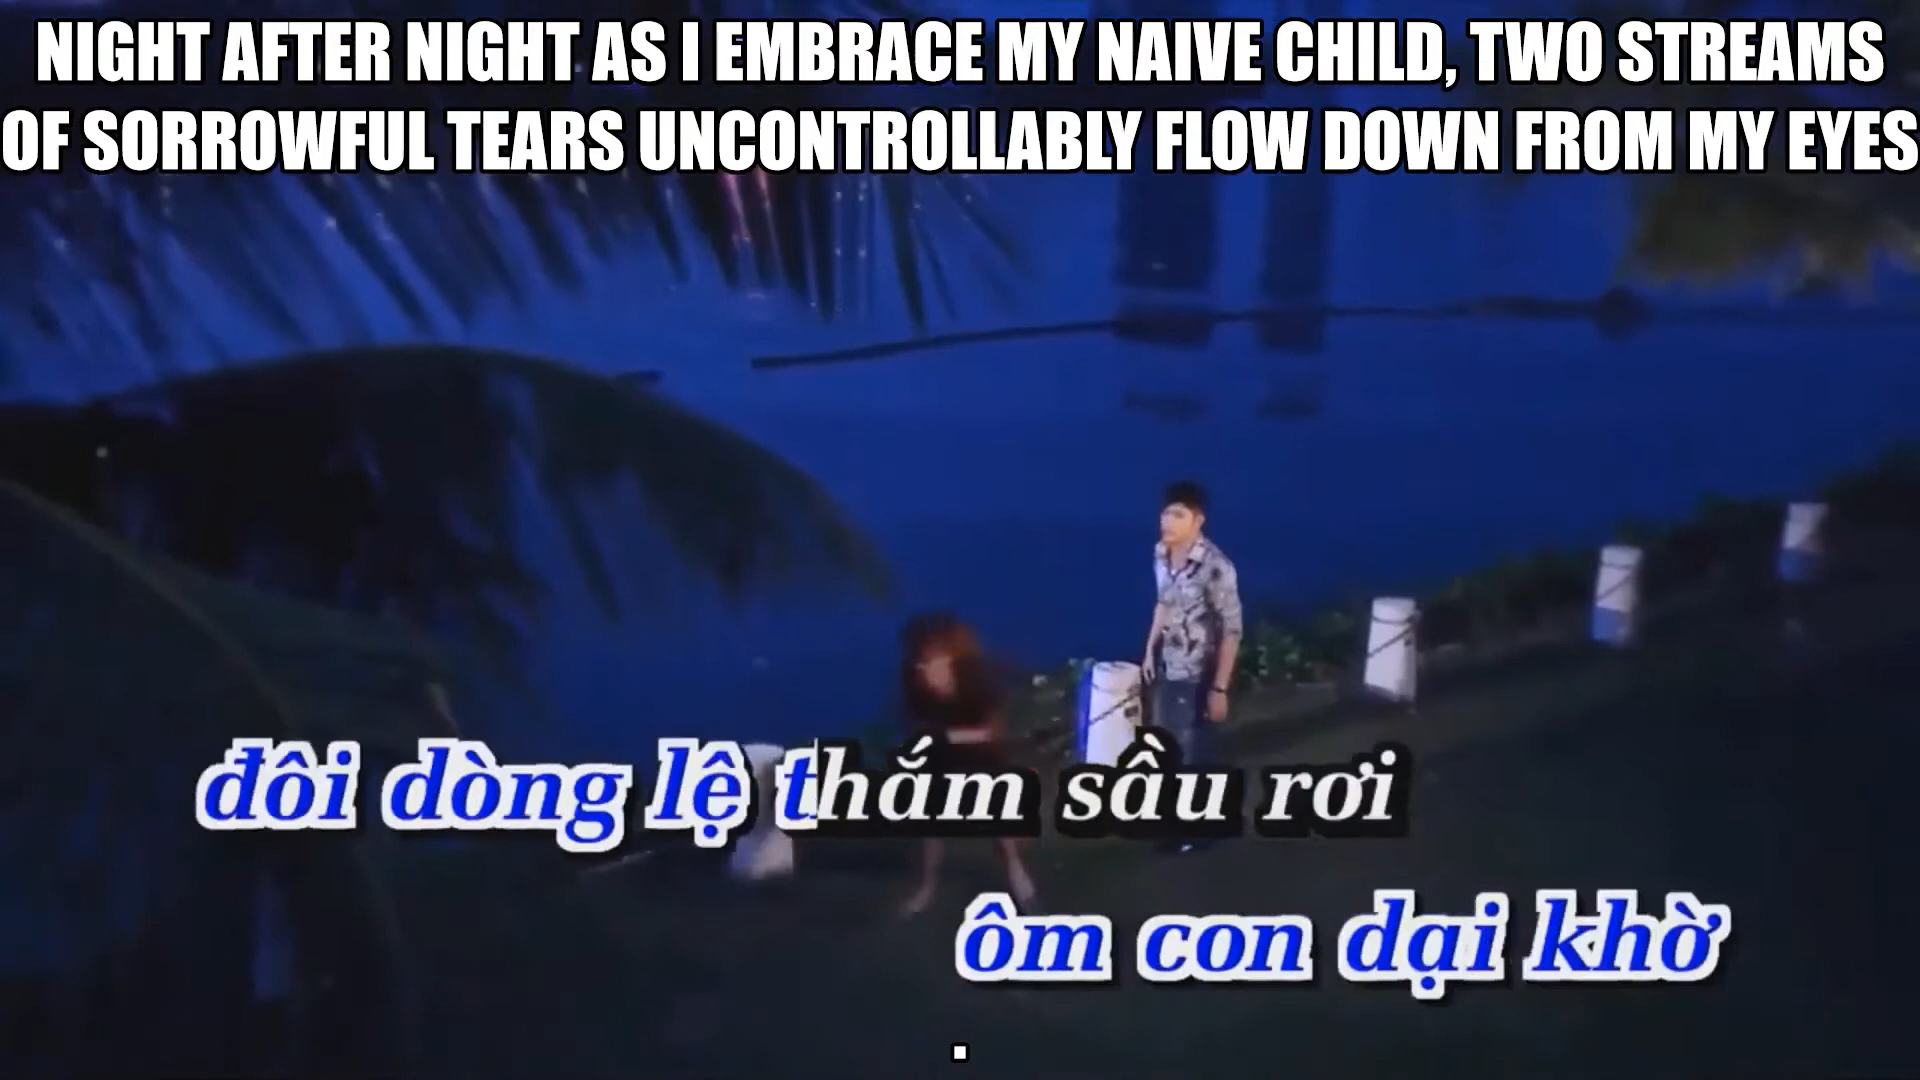 NIGHT AFTER NIGHT AS I EMBRACE MY NAIVE CHILD, TWO STREAMS
OF SORROWFUL TEARS UNCONTROLLABLY FLOW DOWN FROM MY EYES
đôi dòng lệ thắm sầu rơi
ôm con dại khờ
.